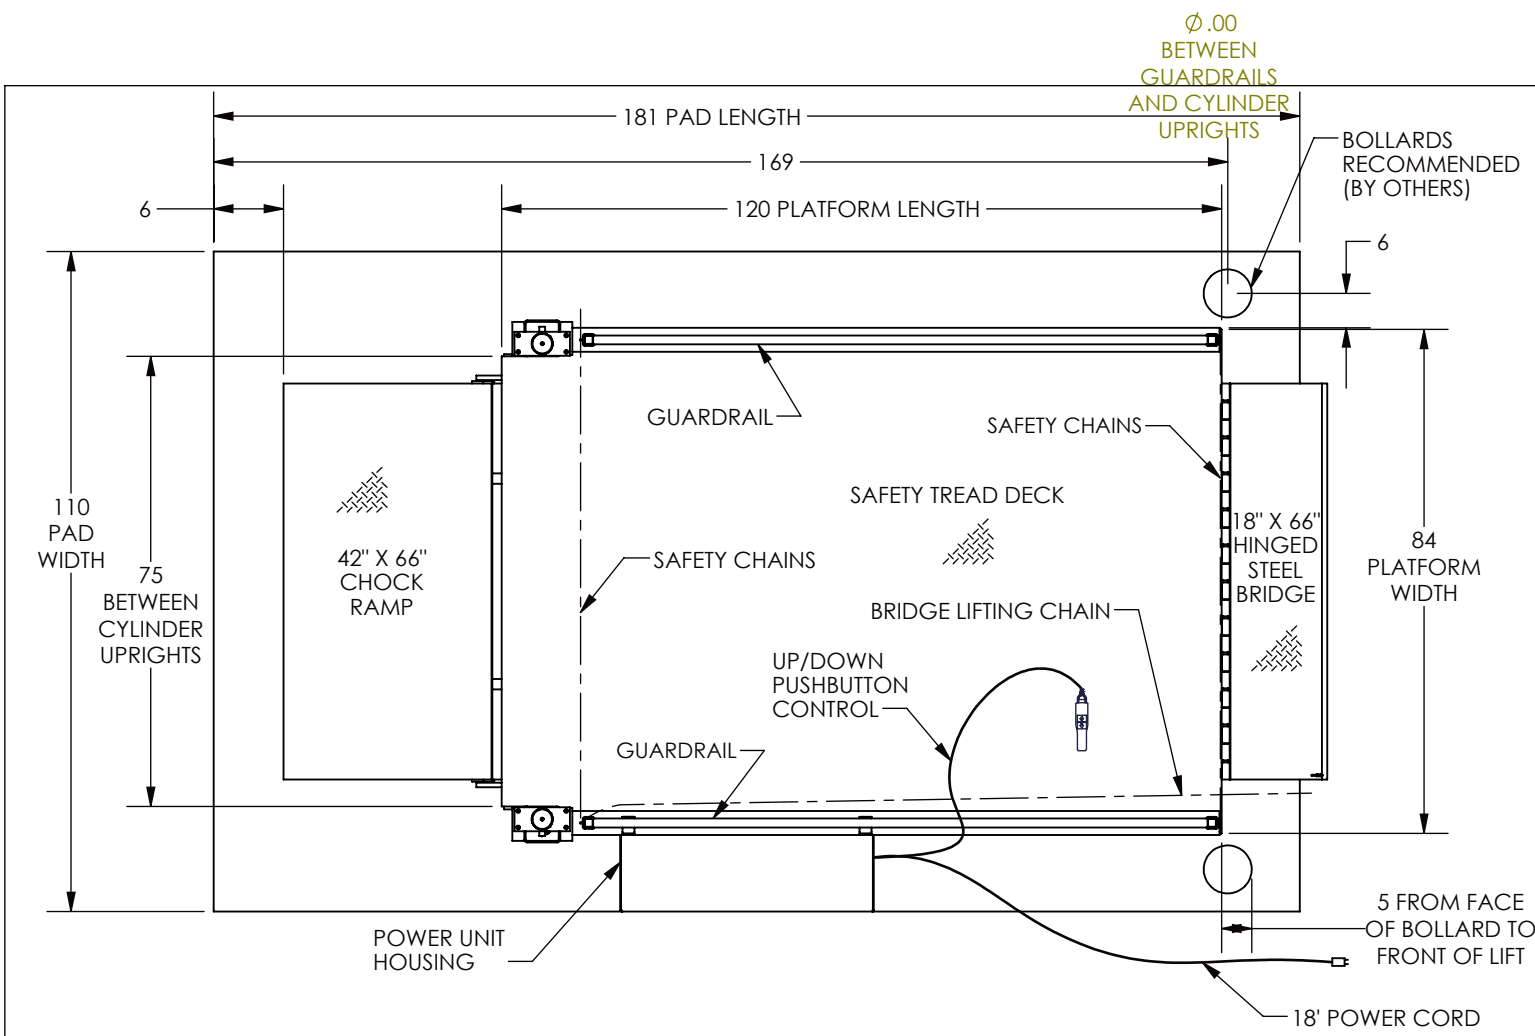 Ø.00
BETWEEN
GUARDRAILS
AND CYLINDER
UPRIGHTS
181 PAD LENGTH
169
120 PLATFORM LENGTH
6
BOLLARDS
RECOMMENDED
(BY OTHERS)
6
GUARDRAIL
SAFETY CHAINS
SAFETY TREAD DECK
110
PAD
WIDTH
75
BETWEEN
CYLINDER
UPRIGHTS
42" X 66"
CHOCK
RAMP
SAFETY CHAINS
18" X 66"
HINGED
STEEL
BRIDGE
84
PLATFORM
WIDTH
BRIDGE LIFTING CHAIN
UP/DOWN
PUSHBUTTON
CONTROL
GUARDRAIL
POWER UNIT
HOUSING
5 FROM FACE
OF BOLLARD TO
FRONT OF LIFT
18' POWER CORD